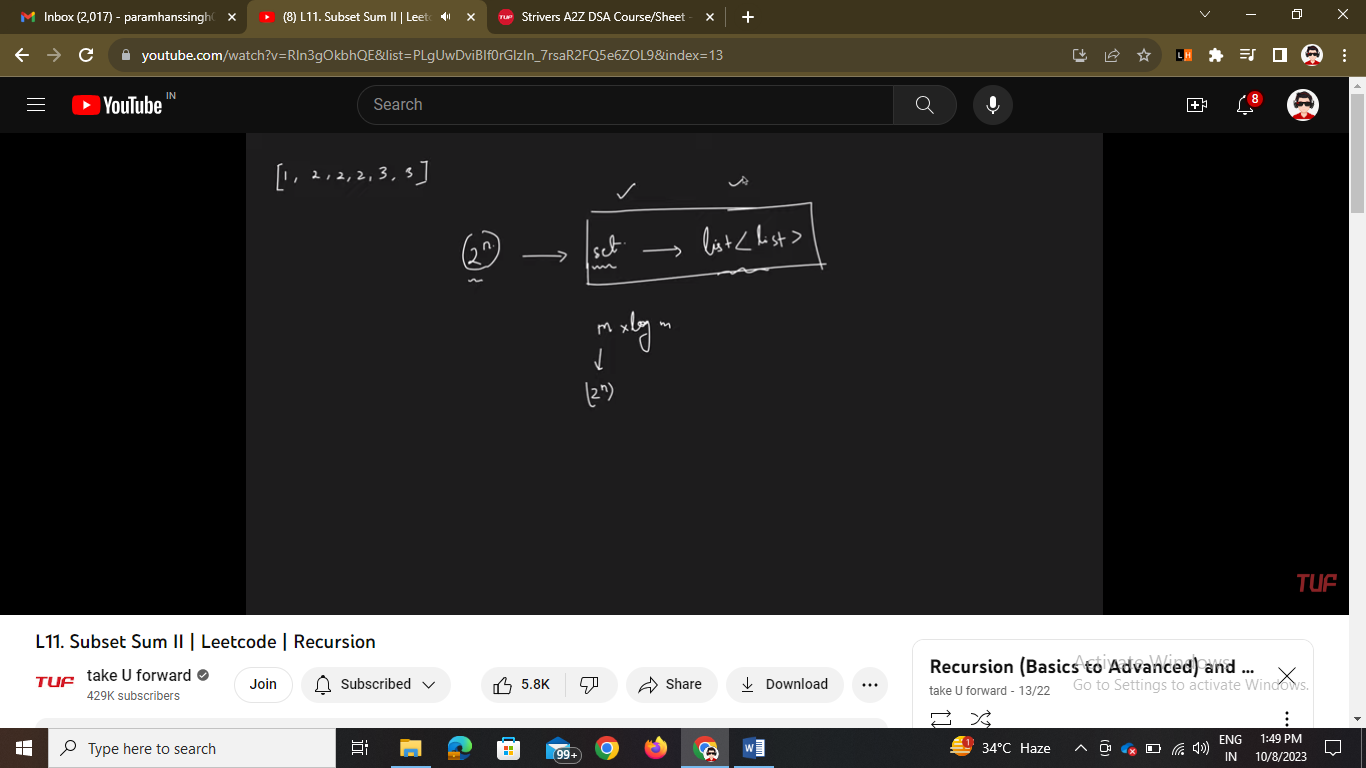 Inbox (2,017) - paramhanssingh
(8) L11. Subset Sum II | Leet
TUF Strivers A2Z DSA Course/Sheet -
youtube.com/watch?v=RIn3gOkbhQE&list=PLgUwDviBIf0rGlzIn_7rsaR2FQ5e6ZOL9&index=13
LH
YouTube IN
Search
8
[1, 2, 2, 2, 3, 3]
2^n → set → list<list>
m x log m
↓
(2^n)
TUF
L11. Subset Sum II | Leetcode | Recursion
TUF take U forward
429K subscribers
Join
Subscribed
5.8K
Share
Download
Recursion (Basics to Advanced) and ...
take U forward - 13/22
Activate Windows
Go to Settings to activate Windows.
Type here to search
99+
1
34°C Haze
ENG
IN
1:49 PM
10/8/2023